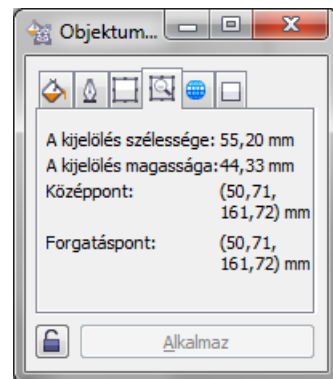 Objektum...
A kijelölés szélessége: 55,20 mm
A kijelölés magassága: 44,33 mm
Középpont: (50,71,
161,72) mm
Forgatáspont: (50,71,
161,72) mm
Alkalmaz